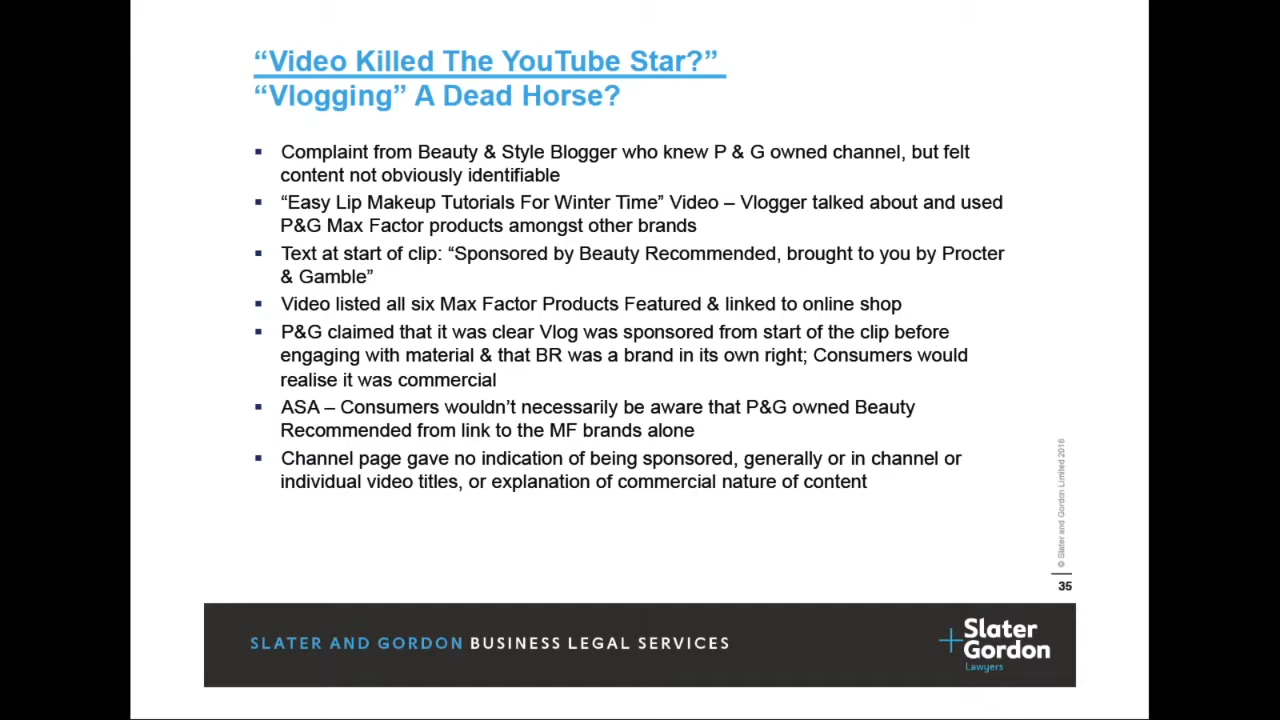 “Video Killed The YouTube Star?”
“Vlogging” A Dead Horse?
▪ Complaint from Beauty & Style Blogger who knew P & G owned channel, but felt
content not obviously identifiable
▪ “Easy Lip Makeup Tutorials For Winter Time” Video – Vlogger talked about and used
P&G Max Factor products amongst other brands
▪ Text at start of clip: “Sponsored by Beauty Recommended, brought to you by Procter
& Gamble”
▪ Video listed all six Max Factor Products Featured & linked to online shop
▪ P&G claimed that it was clear Vlog was sponsored from start of the clip before
engaging with material & that BR was a brand in its own right; Consumers would
realise it was commercial
▪ ASA – Consumers wouldn’t necessarily be aware that P&G owned Beauty
Recommended from link to the MF brands alone
▪ Channel page gave no indication of being sponsored, generally or in channel or
individual video titles, or explanation of commercial nature of content
© Slater and Gordon Limited 2016
35
SLATER AND GORDON BUSINESS LEGAL SERVICES
Slater
Gordon
Lawyers